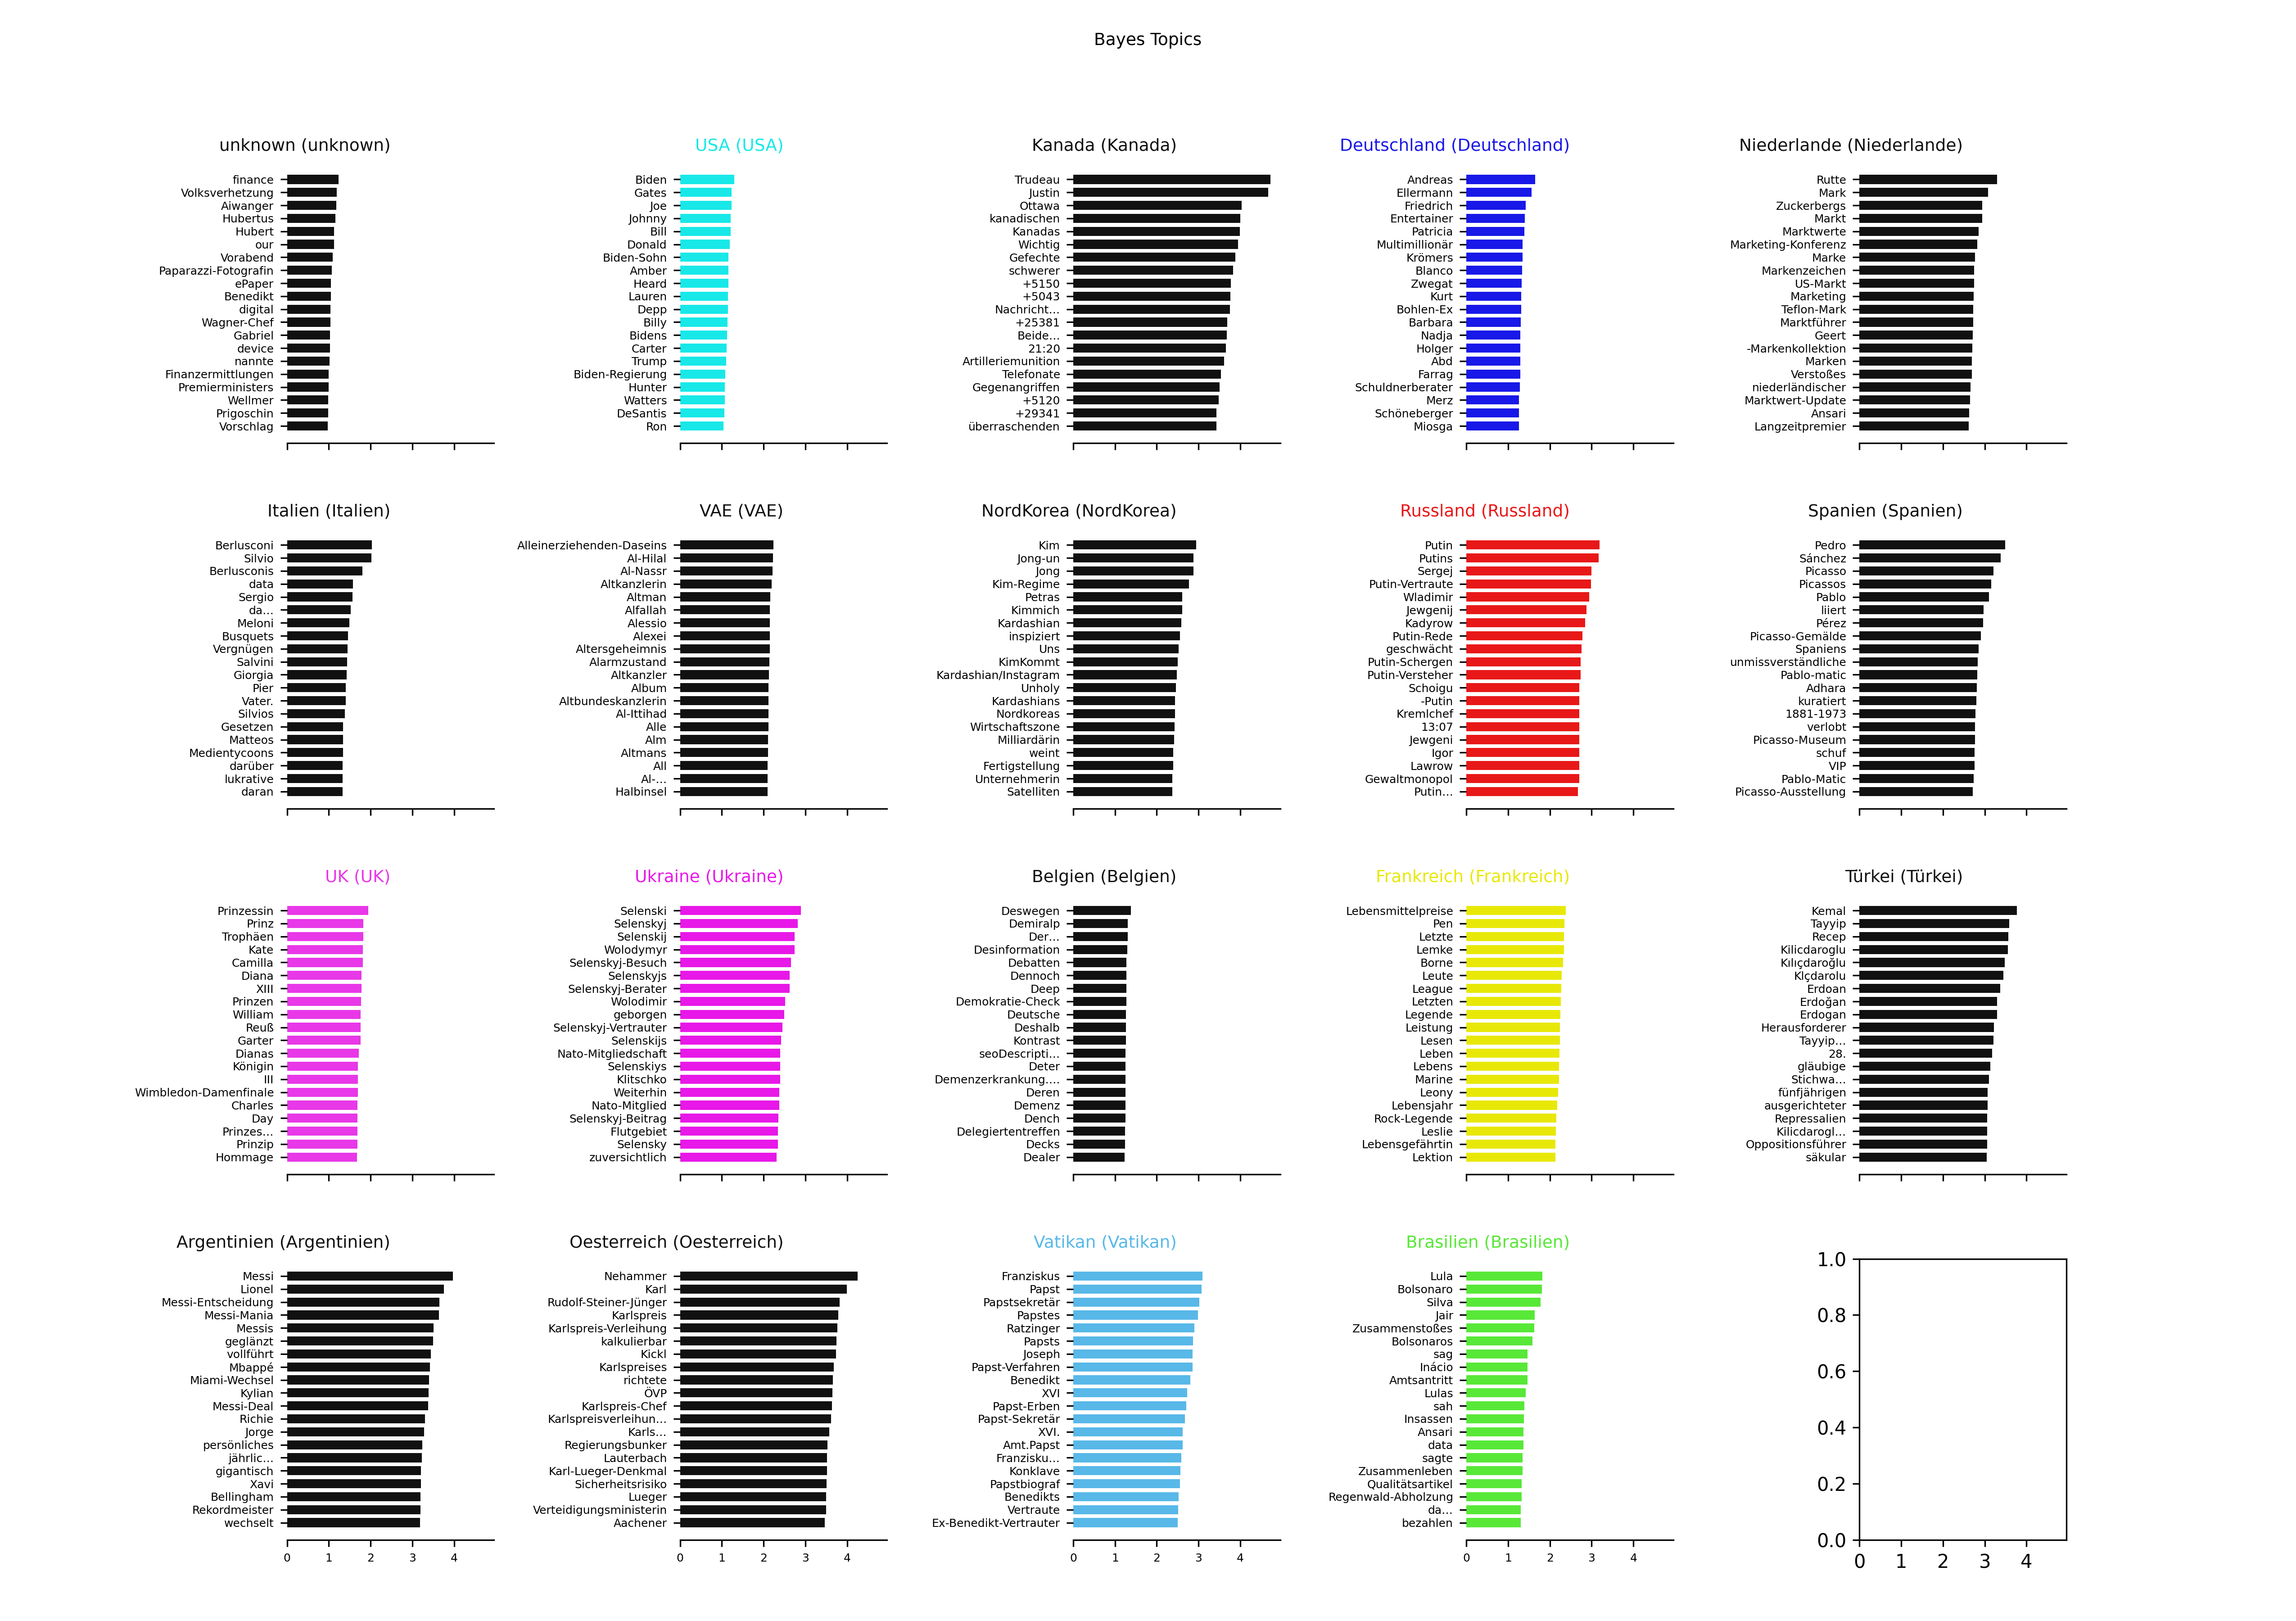 Bayes Topics
unknown (unknown)
finance
Volksverhetzung
Aiwanger
Hubertus
Hubert
our
Vorabend
Paparazzi-Fotografin
ePaper
Benedikt
digital
Wagner-Chef
Gabriel
device
nannte
Finanzermittlungen
Premierministers
Wellmer
Prigoschin
Vorschlag
USA (USA)
Biden
Gates
Joe
Johnny
Bill
Donald
Biden-Sohn
Amber
Heard
Lauren
Depp
Billy
Bidens
Carter
Trump
Biden-Regierung
Hunter
Watters
DeSantis
Ron
Kanada (Kanada)
Trudeau
Justin
Ottawa
kanadischen
Kanadas
Wichtig
Gefechte
schwerer
+5150
+5043
Nachricht…
+25381
Beide…
21:20
Artilleriemunition
Telefonate
Gegenangriffen
+5120
+29341
überraschenden
Deutschland (Deutschland)
Andreas
Ellermann
Friedrich
Entertainer
Patricia
Multimillionär
Krömers
Blanco
Zwegat
Kurt
Bohlen-Ex
Barbara
Nadja
Holger
Abd
Farrag
Schuldnerberater
Merz
Schöneberger
Miosga
Niederlande (Niederlande)
Rutte
Mark
Zuckerbergs
Markt
Marktwerte
Marketing-Konferenz
Marke
Markenzeichen
US-Markt
Marketing
Teflon-Mark
Marktführer
Geert
-Markenkollektion
Marken
Verstoßes
niederländischer
Marktwert-Update
Ansari
Langzeitpremier
Italien (Italien)
Berlusconi
Silvio
Berlusconis
data
Sergio
da…
Meloni
Busquets
Vergnügen
Salvini
Giorgia
Pier
Vater.
Silvios
Gesetzen
Matteos
Medientycoons
darüber
lukrative
daran
VAE (VAE)
Alleinerziehenden-Daseins
Al-Hilal
Al-Nassr
Altkanzlerin
Altman
Alfallah
Alessio
Alexei
Altersgeheimnis
Alarmzustand
Altkanzler
Album
Altbundeskanzlerin
Al-Ittihad
Alle
Alm
Altmans
All
Al-…
Halbinsel
NordKorea (NordKorea)
Kim
Jong-un
Jong
Kim-Regime
Petras
Kimmich
Kardashian
inspiziert
Uns
KimKommt
Kardashian/Instagram
Unholy
Kardashians
Nordkoreas
Wirtschaftszone
Milliardärin
weint
Fertigstellung
Unternehmerin
Satelliten
Russland (Russland)
Putin
Putins
Sergej
Putin-Vertraute
Wladimir
Jewgenij
Kadyrow
Putin-Rede
geschwächt
Putin-Schergen
Putin-Versteher
Schoigu
-Putin
Kremlchef
13:07
Jewgeni
Igor
Lawrow
Gewaltmonopol
Putin…
Spanien (Spanien)
Pedro
Sánchez
Picasso
Picassos
Pablo
liiert
Pérez
Picasso-Gemälde
Spaniens
unmissverständliche
Pablo-matic
Adhara
kuratiert
1881-1973
verlobt
Picasso-Museum
schuf
VIP
Pablo-Matic
Picasso-Ausstellung
UK (UK)
Prinzessin
Prinz
Trophäen
Kate
Camilla
Diana
XIII
Prinzen
William
Reuß
Garter
Dianas
Königin
III
Wimbledon-Damenfinale
Charles
Day
Prinzes…
Prinzip
Hommage
Ukraine (Ukraine)
Selenski
Selenskyj
Selenskij
Wolodymyr
Selenskyj-Besuch
Selenskyjs
Selenskyj-Berater
Wolodimir
geborgen
Selenskyj-Vertrauter
Selenskijs
Nato-Mitgliedschaft
Selenskiys
Klitschko
Weiterhin
Nato-Mitglied
Selenskyj-Beitrag
Flutgebiet
Selensky
zuversichtlich
Belgien (Belgien)
Deswegen
Demiralp
Der…
Desinformation
Debatten
Dennoch
Deep
Demokratie-Check
Deutsche
Deshalb
Kontrast
seoDescripti…
Deter
Demenzerkrankung.…
Deren
Demenz
Dench
Delegiertentreffen
Decks
Dealer
Frankreich (Frankreich)
Lebensmittelpreise
Pen
Letzte
Lemke
Borne
Leute
League
Letzten
Legende
Leistung
Lesen
Leben
Lebens
Marine
Leony
Lebensjahr
Rock-Legende
Leslie
Lebensgefährtin
Lektion
Türkei (Türkei)
Kemal
Tayyip
Recep
Kilicdaroglu
Kılıçdaroğlu
Klçdarolu
Erdoan
Erdoğan
Erdogan
Herausforderer
Tayyip…
28.
gläubige
Stichwa…
fünfjährigen
ausgerichteter
Repressalien
Kilicdarogl…
Oppositionsführer
säkular
Argentinien (Argentinien)
Messi
Lionel
Messi-Entscheidung
Messi-Mania
Messis
geglänzt
vollführt
Mbappé
Miami-Wechsel
Kylian
Messi-Deal
Richie
Jorge
persönliches
jährlic…
gigantisch
Xavi
Bellingham
Rekordmeister
wechselt
0 1 2 3 4
Oesterreich (Oesterreich)
Nehammer
Karl
Rudolf-Steiner-Jünger
Karlspreis
Karlspreis-Verleihung
kalkulierbar
Kickl
Karlspreises
richtete
ÖVP
Karlspreis-Chef
Karlspreisverleihun…
Karls…
Regierungsbunker
Lauterbach
Karl-Lueger-Denkmal
Sicherheitsrisiko
Lueger
Verteidigungsministerin
Aachener
0 1 2 3 4
Vatikan (Vatikan)
Franziskus
Papst
Papstsekretär
Papstes
Ratzinger
Papsts
Joseph
Papst-Verfahren
Benedikt
XVI
Papst-Erben
Papst-Sekretär
XVI.
Amt.Papst
Franzisku…
Konklave
Papstbiograf
Benedikts
Vertraute
Ex-Benedikt-Vertrauter
0 1 2 3 4
Brasilien (Brasilien)
Lula
Bolsonaro
Silva
Jair
Zusammenstoßes
Bolsonaros
sag
Inácio
Amtsantritt
Lulas
sah
Insassen
Ansari
data
sagte
Zusammenleben
Qualitätsartikel
Regenwald-Abholzung
da…
bezahlen
0 1 2 3 4
1.0
0.8
0.6
0.4
0.2
0.0
0 1 2 3 4